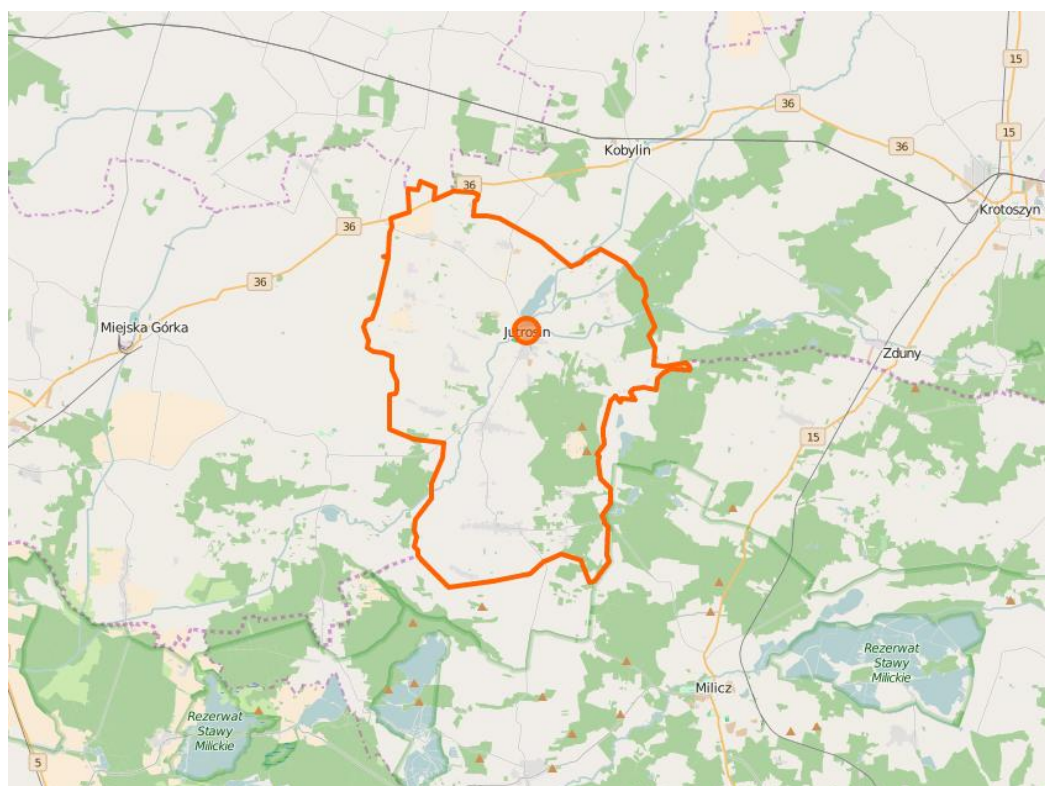 15
36
15
Kobylin
36
36
Krotoszyn
36
36
Miejska Górka
Jutrosin
Zduny
15
Rezerwat
Stawy
Milickie
Milicz
Rezerwat
Stawy
Milickie
5